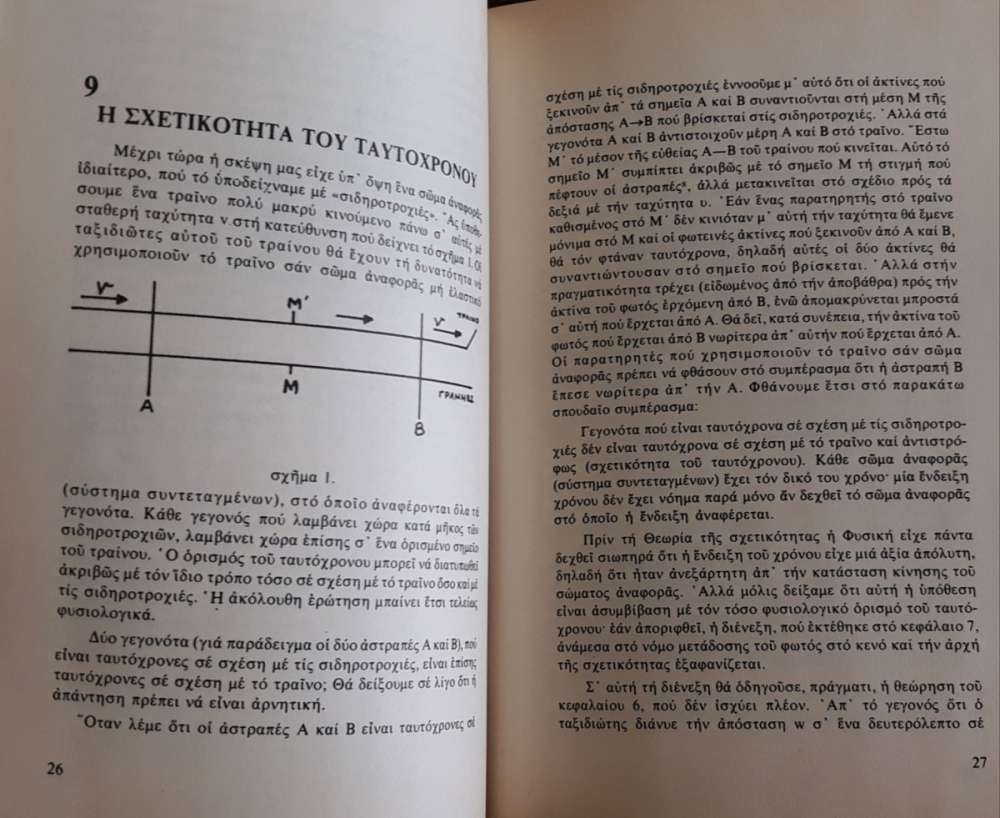 9
Η ΣΧΕΤΙΚΟΤΗΤΑ ΤΟΥ ΤΑΥΤΟΧΡΟΝΟΥ
Μέχρι τώρα ἡ σκέψη μας εἶχε ὑπ᾽ ὄψη ἕνα σῶμα ἀναφορᾶς
ἰδιαίτερο, πού τό ὑποδείχναμε μέ «σιδηροτροχιές». Ἄς ὑποθέ-
σουμε ἕνα τραῖνο πολύ μακρύ κινούμενο πάνω σ᾽ αὐτές μέ
σταθερή ταχύτητα v στή κατεύθυνση πού δείχνει τό σχῆμα 1. Οἱ
ταξιδιῶτες αὐτοῦ τοῦ τραίνου θά ἔχουν τή δυνατότητα νά
χρησιμοποιοῦν τό τραῖνο σάν σῶμα ἀναφορᾶς μή ἐλαστικό
v M′ v ΤΡΑΙΝΟ
A M B ΓΡΑΜΜΕΣ
σχῆμα 1.
(σύστημα συντεταγμένων), στό ὁποῖο ἀναφέρονται ὅλα τά
γεγονότα. Κάθε γεγονός πού λαμβάνει χώρα κατά μῆκος τῶν
σιδηροτροχιῶν, λαμβάνει χώρα ἐπίσης σ᾽ ἕνα ὁρισμένο σημεῖο
τοῦ τραίνου. Ὁ ὁρισμός τοῦ ταυτόχρονου μπορεῖ νά διατυπωθεῖ
ἀκριβῶς μέ τόν ἴδιο τρόπο τόσο σέ σχέση μέ τό τραῖνο ὅσο καί μέ
τίς σιδηροτροχιές. Ἡ ἀκόλουθη ἐρώτηση μπαίνει ἔτσι τελείως
φυσιολογικά.
Δύο γεγονότα (γιά παράδειγμα οἱ δύο ἀστραπές Α καί Β), πού
εἶναι ταυτόχρονες σέ σχέση μέ τίς σιδηροτροχιές, εἶναι ἐπίσης
ταυτόχρονες σέ σχέση μέ τό τραῖνο; Θά δείξουμε σέ λίγο ὅτι ἡ
ἀπάντηση πρέπει νά εἶναι ἀρνητική.
Ὅταν λέμε ὅτι οἱ ἀστραπές Α καί Β εἶναι ταυτόχρονες σέ
26
σχέση μέ τίς σιδηροτροχιές ἐννοοῦμε μ᾽ αὐτό ὅτι οἱ ἀκτίνες πού
ξεκινοῦν ἀπ᾽ τά σημεῖα Α καί Β συναντιοῦνται στή μέση Μ τῆς
ἀπόστασης Α→Β πού βρίσκεται στίς σιδηροτροχιές. Ἀλλά στά
γεγονότα Α καί Β ἀντιστοιχοῦν μέρη Α καί Β στό τραῖνο. Ἔστω
Μ᾽ τό μέσον τῆς εὐθείας Α—Β τοῦ τραίνου πού κινεῖται. Αὐτό τό
σημεῖο Μ᾽ συμπίπτει ἀκριβῶς μέ τό σημεῖο Μ τή στιγμή πού
πέφτουν οἱ ἀστραπές⁸, ἀλλά μετακινεῖται στό σχέδιο πρός τά
δεξιά μέ τήν ταχύτητα υ. Ἐάν ἕνας παρατηρητής στό τραῖνο
καθισμένος στό Μ᾽ δέν κινιόταν μ᾽ αὐτή τήν ταχύτητα θά ἔμενε
μόνιμα στό Μ καί οἱ φωτεινές ἀκτίνες πού ξεκινοῦν ἀπό Α καί Β,
θά τόν φτάναν ταυτόχρονα, δηλαδή αὐτές οἱ δύο ἀκτίνες θά
συναντιώντουσαν στό σημεῖο πού βρίσκεται. Ἀλλά στήν
πραγματικότητα τρέχει (εἰδωμένος ἀπό τήν ἀποβάθρα) πρός τήν
ἀκτίνα τοῦ φωτός ἐρχόμενη ἀπό Β, ἐνῶ ἀπομακρύνεται μπροστά
σ᾽ αὐτή πού ἔρχεται ἀπό Α. Θά δεῖ, κατά συνέπεια, τήν ἀκτίνα τοῦ
φωτός πού ἔρχεται ἀπό Β νωρίτερα ἀπ᾽ αὐτήν πού ἔρχεται ἀπό Α.
Οἱ παρατηρητές πού χρησιμοποιοῦν τό τραῖνο σάν σῶμα
ἀναφορᾶς πρέπει νά φθάσουν στό συμπέρασμα ὅτι ἡ ἀστραπή Β
ἔπεσε νωρίτερα ἀπ᾽ τήν Α. Φθάνουμε ἔτσι στό παρακάτω
σπουδαῖο συμπέρασμα:
Γεγονότα πού εἶναι ταυτόχρονα σέ σχέση μέ τίς σιδηροτρο-
χιές δέν εἶναι ταυτόχρονα σέ σχέση μέ τό τραῖνο καί ἀντιστρό-
φως (σχετικότητα τοῦ ταυτόχρονου). Κάθε σῶμα ἀναφορᾶς
(σύστημα συντεταγμένων) ἔχει τόν δικό του χρόνο· μία ἔνδειξη
χρόνου δέν ἔχει νόημα παρά μόνο ἄν δεχθεῖ τό σῶμα ἀναφορᾶς
στό ὁποῖο ἡ ἔνδειξη ἀναφέρεται.
Πρίν τή Θεωρία τῆς σχετικότητας ἡ Φυσική εἶχε πάντα
δεχθεῖ σιωπηρά ὅτι ἡ ἔνδειξη τοῦ χρόνου εἶχε μιά ἀξία ἀπόλυτη,
δηλαδή ὅτι ἦταν ἀνεξάρτητη ἀπ᾽ τήν κατάσταση κίνησης τοῦ
σώματος ἀναφορᾶς. Ἀλλά μόλις δείξαμε ὅτι αὐτή ἡ ὑπόθεση
εἶναι ἀσυμβίβαση μέ τόν τόσο φυσιολογικό ὁρισμό τοῦ ταυτό-
χρονου· ἐάν ἀποριφθεῖ, ἡ διένεξη, πού ἐκτέθηκε στό κεφάλαιο 7,
ἀνάμεσα στό νόμο μετάδοσης τοῦ φωτός στό κενό καί τήν ἀρχή
τῆς σχετικότητας ἐξαφανίζεται.
Σ᾽ αὐτή τή διένεξη θά ὁδηγοῦσε, πράγματι, ἡ θεώρηση τοῦ
κεφαλαίου 6, πού δέν ἰσχύει πλέον. Ἀπ᾽ τό γεγονός ὅτι ὁ
ταξιδιώτης διάνυε τήν ἀπόσταση w σ᾽ ἕνα δευτερόλεπτο σέ
27